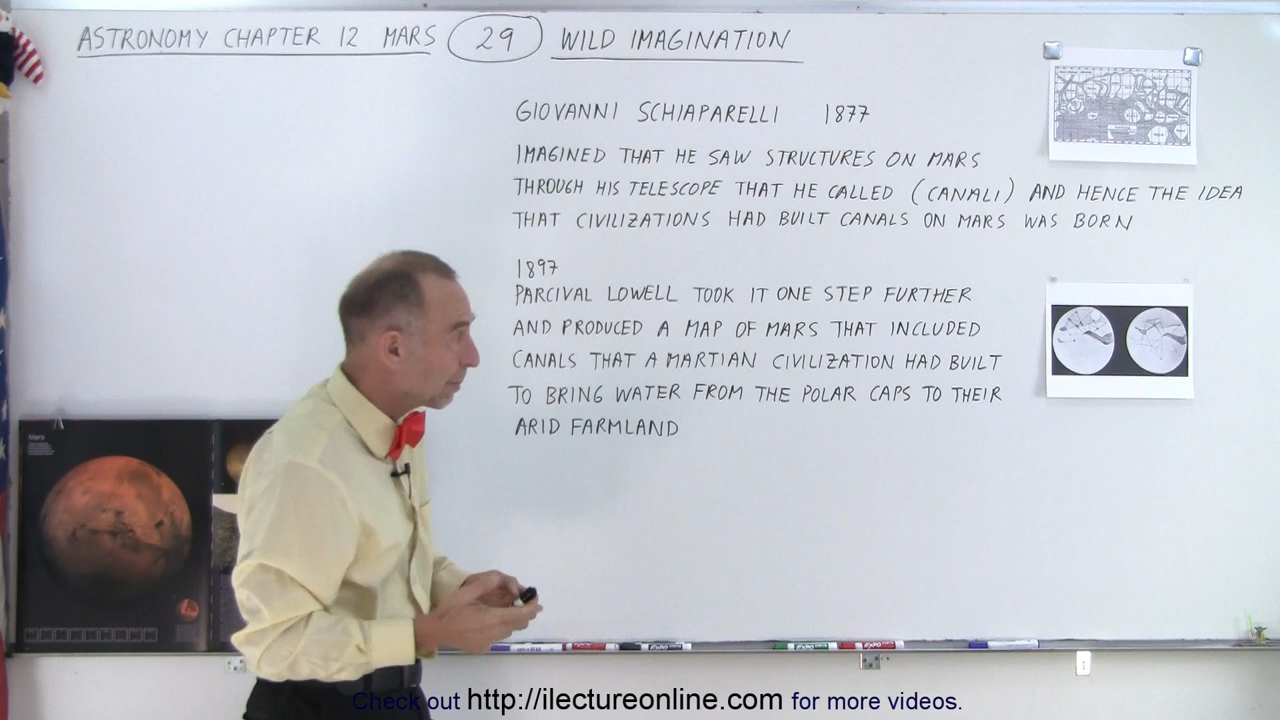 ASTRONOMY CHAPTER 12 MARS 29 WILD IMAGINATION
GIOVANNI SCHIAPARELLI 1877
IMAGINED THAT HE SAW STRUCTURES ON MARS
THROUGH HIS TELESCOPE THAT HE CALLED (CANALI) AND HENCE THE IDEA
THAT CIVILIZATIONS HAD BUILT CANALS ON MARS WAS BORN
1897
PARCIVAL LOWELL TOOK IT ONE STEP FURTHER
AND PRODUCED A MAP OF MARS THAT INCLUDED
CANALS THAT A MARTIAN CIVILIZATION HAD BUILT
TO BRING WATER FROM THE POLAR CAPS TO THEIR
ARID FARMLAND
Mars
Check out http://ilectureonline.com for more videos.